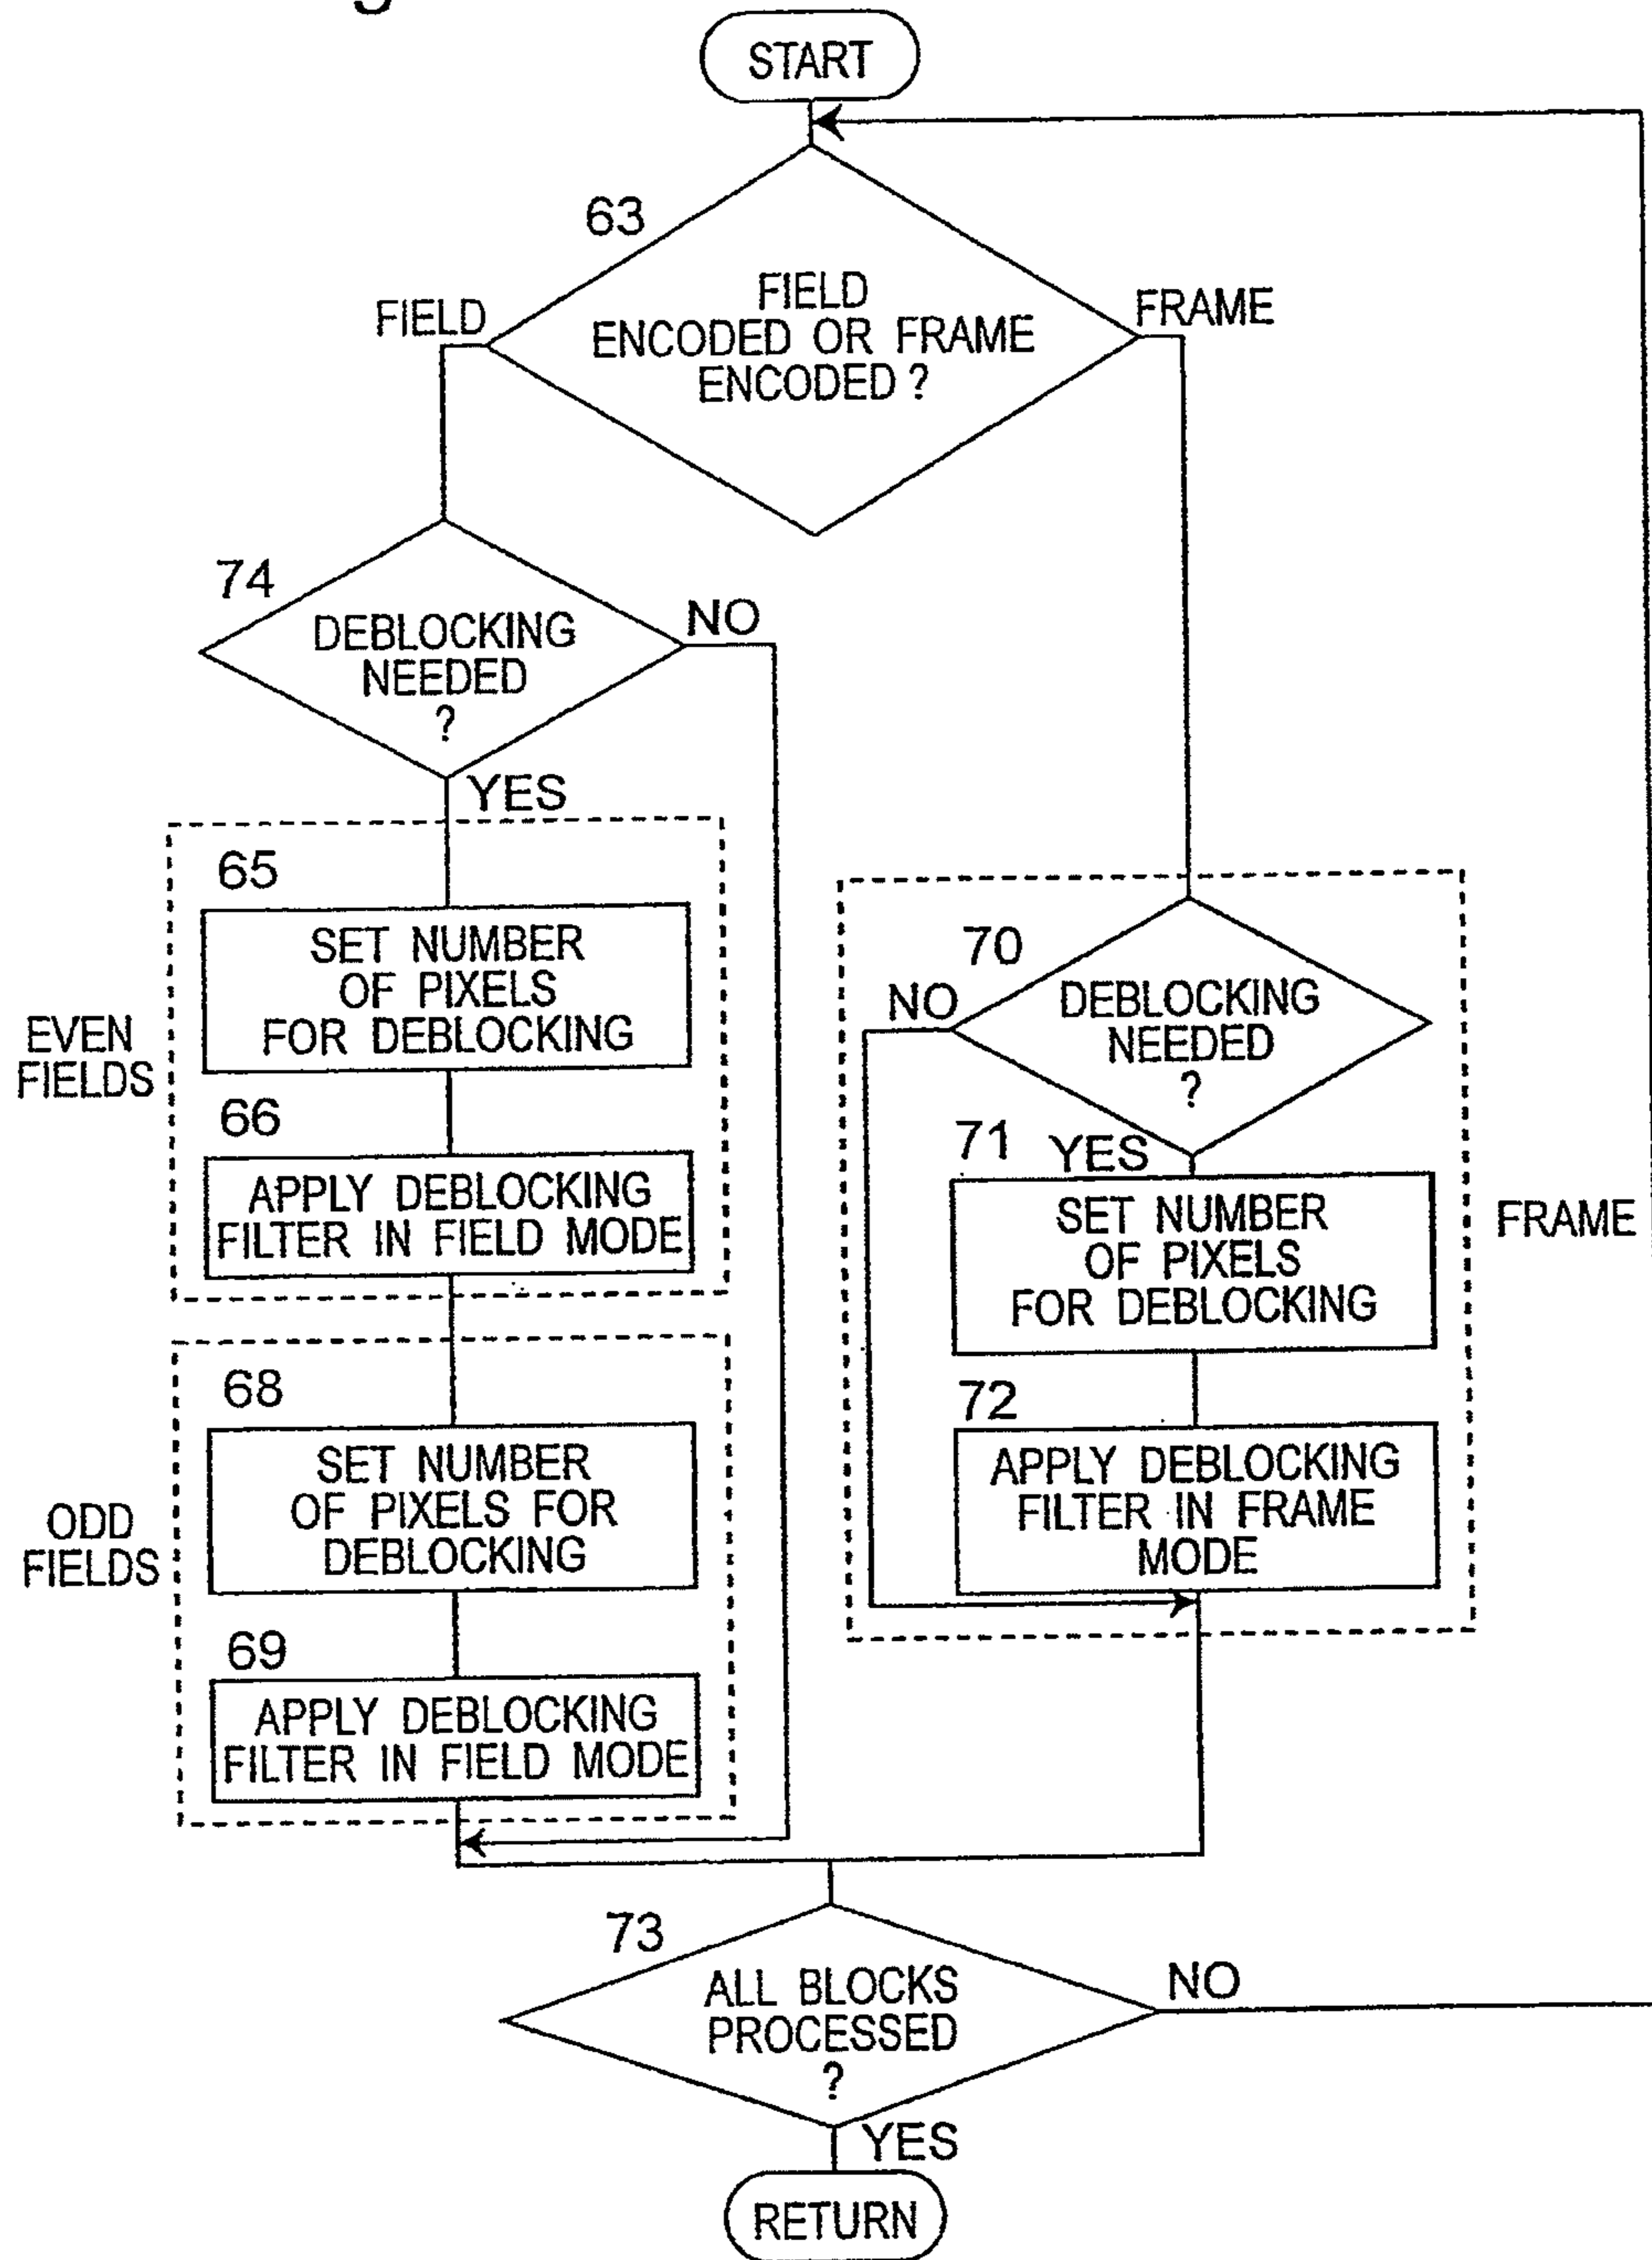 START
63
FIELD
FIELD
ENCODED OR FRAME
ENCODED ?
FRAME
74
DEBLOCKING
NEEDED
?
NO
YES
65
SET NUMBER
OF PIXELS
FOR DEBLOCKING
EVEN
FIELDS
66
APPLY DEBLOCKING
FILTER IN FIELD MODE
68
SET NUMBER
OF PIXELS FOR
DEBLOCKING
ODD
FIELDS
69
APPLY DEBLOCKING
FILTER IN FIELD MODE
70
NO
DEBLOCKING
NEEDED
?
71
YES
SET NUMBER
OF PIXELS
FOR DEBLOCKING
FRAME
72
APPLY DEBLOCKING
FILTER IN FRAME
MODE
73
ALL BLOCKS
PROCESSED
?
NO
YES
RETURN